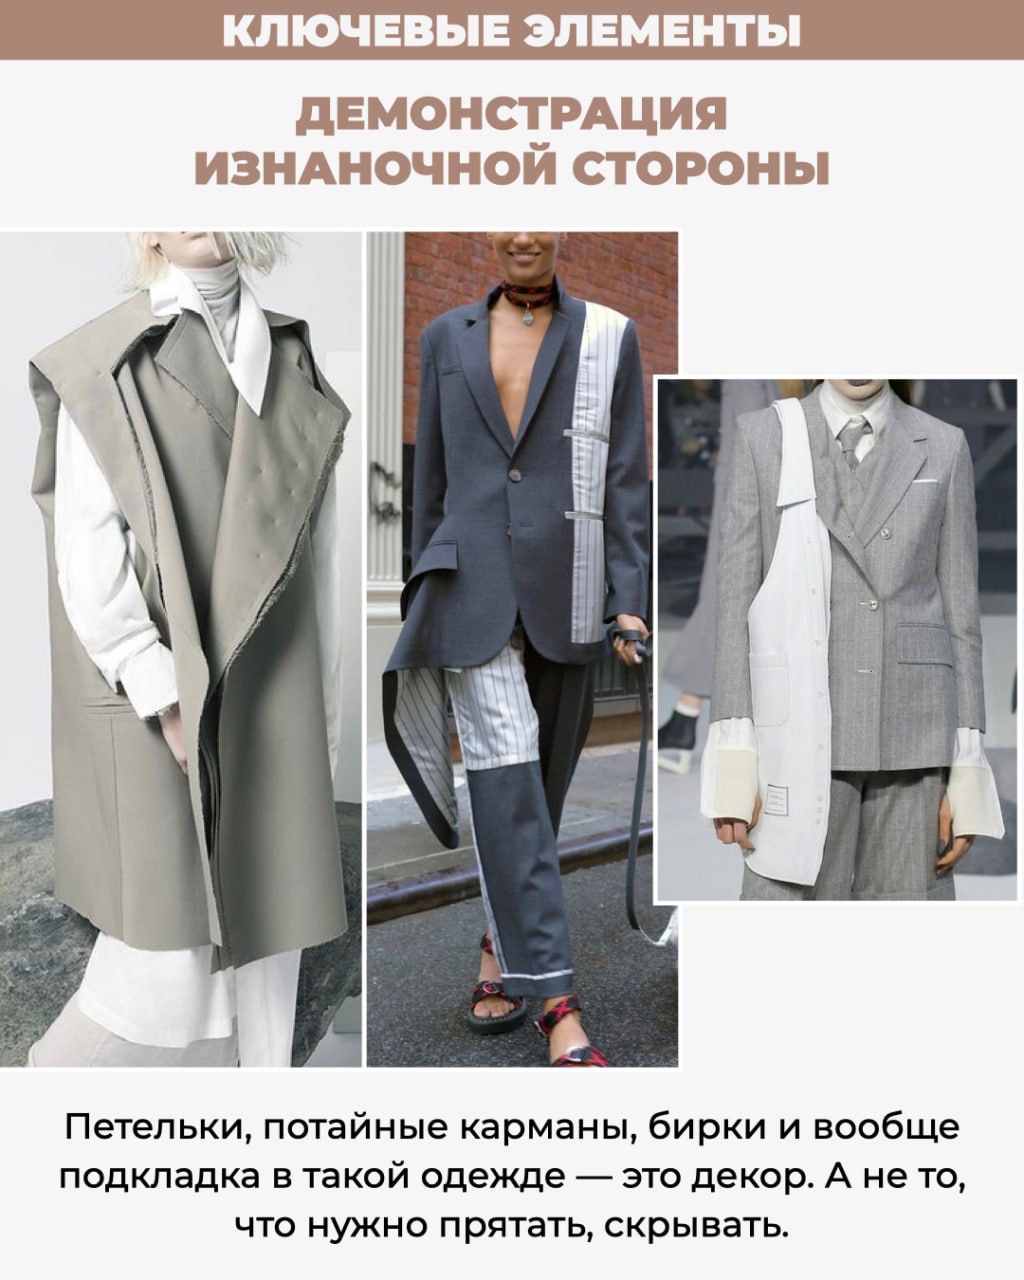 КЛЮЧЕВЫЕ ЭЛЕМЕНТЫ
ДЕМОНСТРАЦИЯ
ИЗНАНОЧНОЙ СТОРОНЫ
Петельки, потайные карманы, бирки и вообще
подкладка в такой одежде — это декор. А не то,
что нужно прятать, скрывать.